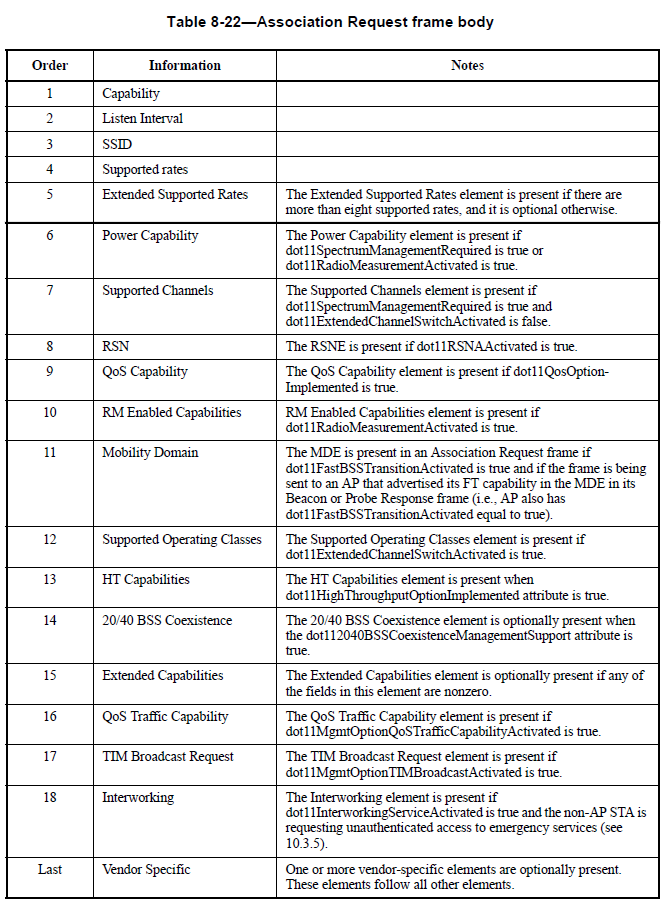 Table 8-22—Association Request frame body
Order Information Notes
1 Capability
2 Listen Interval
3 SSID
4 Supported rates
5 Extended Supported Rates The Extended Supported Rates element is present if there are
more than eight supported rates, and it is optional otherwise.
6 Power Capability The Power Capability element is present if
dot11SpectrumManagementRequired is true or
dot11RadioMeasurementActivated is true.
7 Supported Channels The Supported Channels element is present if
dot11SpectrumManagementRequired is true and
dot11ExtendedChannelSwitchActivated is false.
8 RSN The RSNE is present if dot11RSNAActivated is true.
9 QoS Capability The QoS Capability element is present if dot11QosOption-
Implemented is true.
10 RM Enabled Capabilities RM Enabled Capabilities element is present if
dot11RadioMeasurementActivated is true.
11 Mobility Domain The MDE is present in an Association Request frame if
dot11FastBSSTransitionActivated is true and if the frame is being
sent to an AP that advertised its FT capability in the MDE in its
Beacon or Probe Response frame (i.e., AP also has
dot11FastBSSTransitionActivated equal to true).
12 Supported Operating Classes The Supported Operating Classes element is present if
dot11ExtendedChannelSwitchActivated is true.
13 HT Capabilities The HT Capabilities element is present when
dot11HighThroughputOptionImplemented attribute is true.
14 20/40 BSS Coexistence The 20/40 BSS Coexistence element is optionally present when
the dot112040BSSCoexistenceManagementSupport attribute is
true.
15 Extended Capabilities The Extended Capabilities element is optionally present if any of
the fields in this element are nonzero.
16 QoS Traffic Capability The QoS Traffic Capability element is present if
dot11MgmtOptionQoSTrafficCapabilityActivated is true.
17 TIM Broadcast Request The TIM Broadcast Request element is present if
dot11MgmtOptionTIMBroadcastActivated is true.
18 Interworking The Interworking element is present if
dot11InterworkingServiceActivated is true and the non-AP STA is
requesting unauthenticated access to emergency services (see
10.3.5).
Last Vendor Specific One or more vendor-specific elements are optionally present.
These elements follow all other elements.